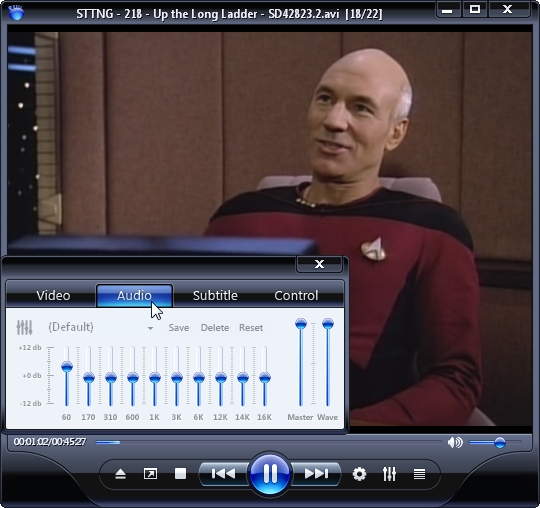 STTNG - 218 - Up the Long Ladder - SD42823.2.avi [18/22]
Video Audio Subtitle Control
(Default) Save Delete Reset
+12 db
+0 db
-12 db
60 170 310 600 1K 3K 6K 12K 14K 16K Master Wave
00:01:02/00:45:27